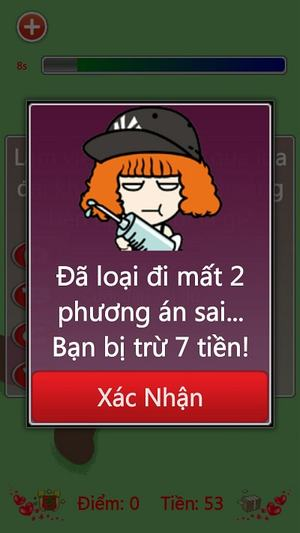 8s
Đã loại đi mất 2
phương án sai...
Bạn bị trừ 7 tiền!
Xác Nhận
Điểm: 0 Tiền: 53